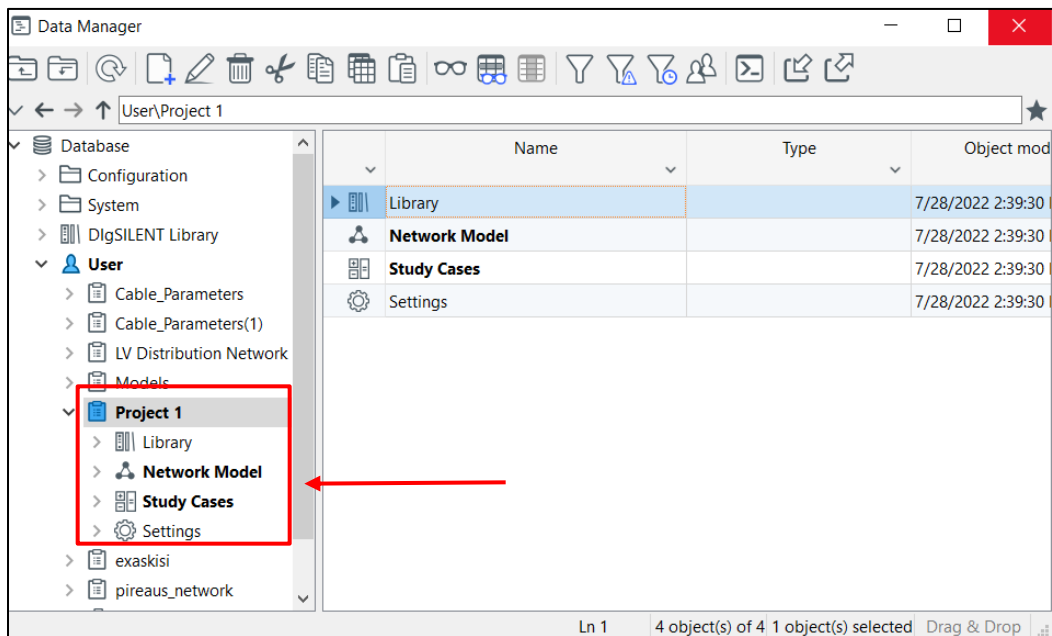 Data Manager
User\Project 1
Database
Configuration
System
DIgSILENT Library
User
Cable_Parameters
Cable_Parameters(1)
LV Distribution Network
Models
Project 1
Library
Network Model
Study Cases
Settings
exaskisi
pireaus_network
Name Type Object mod
Library 7/28/2022 2:39:30
Network Model 7/28/2022 2:39:30
Study Cases 7/28/2022 2:39:30
Settings 7/28/2022 2:39:30
Ln 1 4 object(s) of 4 1 object(s) selected Drag & Drop